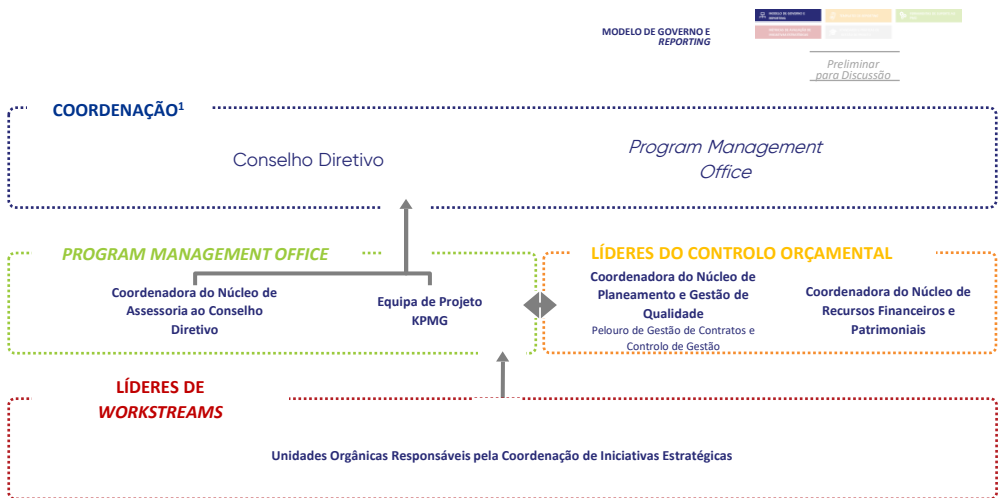 MODELO DE GOVERNO E
REPORTING
Preliminar
para Discussão
COORDENAÇÃO¹
Conselho Diretivo
Program Management
Office
PROGRAM MANAGEMENT OFFICE
Coordenadora do Núcleo de
Assessoria ao Conselho
Diretivo
Equipa de Projeto
KPMG
LÍDERES DO CONTROLO ORÇAMENTAL
Coordenadora do Núcleo de
Planeamento e Gestão de
Qualidade
Pelouro de Gestão de Contratos e
Controlo de Gestão
Coordenadora do Núcleo de
Recursos Financeiros e
Patrimoniais
LÍDERES DE
WORKSTREAMS
Unidades Orgânicas Responsáveis pela Coordenação de Iniciativas Estratégicas